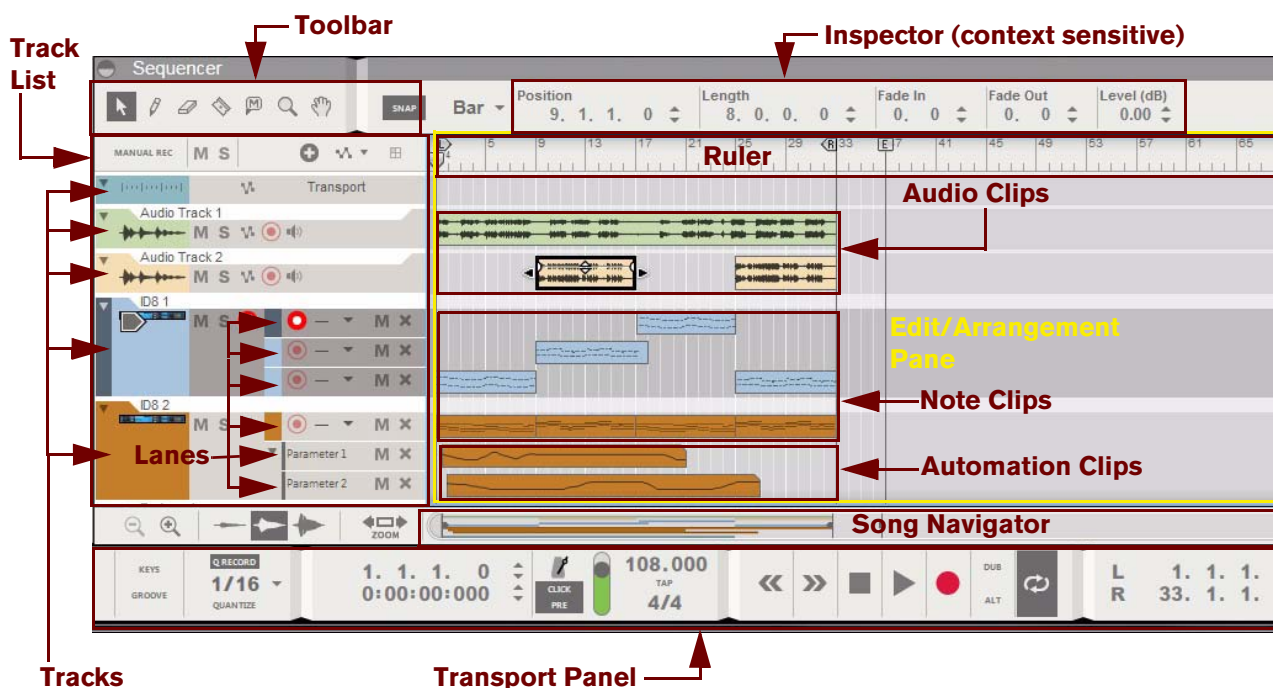 Toolbar
Inspector (context sensitive)
Track
List
Sequencer
SNAP
Bar
Position
9. 1. 1. 0
Length
8. 0. 0. 0
Fade In
0. 0
Fade Out
0. 0
Level (dB)
0.00
MANUAL REC M S
L 5 9 13 17 21 25 29 R 33 E 7 41 45 49 53 57 61 65
Ruler
Transport
Audio Clips
Audio Track 1
M S
Audio Track 2
M S
ID8 1
M S
M
M
M
Edit/Arrangement
Pane
Note Clips
ID8 2
M S
M
Lanes
Parameter 1 M
Parameter 2 M
Automation Clips
ZOOM
Song Navigator
KEYS
GROOVE
Q RECORD
1/16
QUANTIZE
1. 1. 1. 0
0:00:00:000
CLICK
PRE
108.000
TAP
4/4
DUB
ALT
L 1. 1. 1.
R 33. 1. 1.
Tracks
Transport Panel